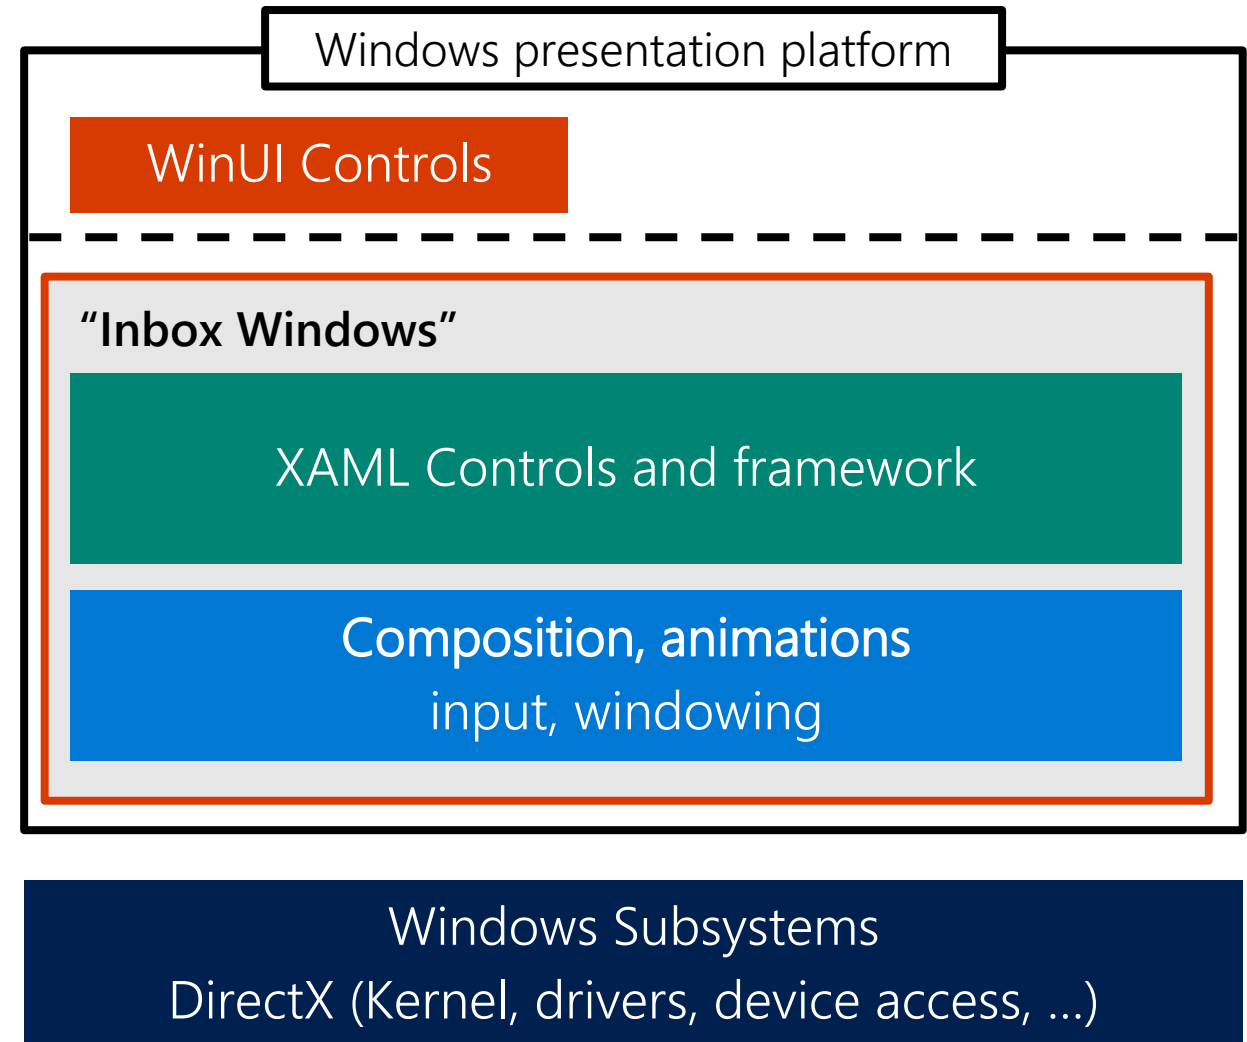 Windows presentation platform
WinUI Controls
“Inbox Windows”
XAML Controls and framework
Composition, animations
input, windowing
Windows Subsystems
DirectX (Kernel, drivers, device access, ...)